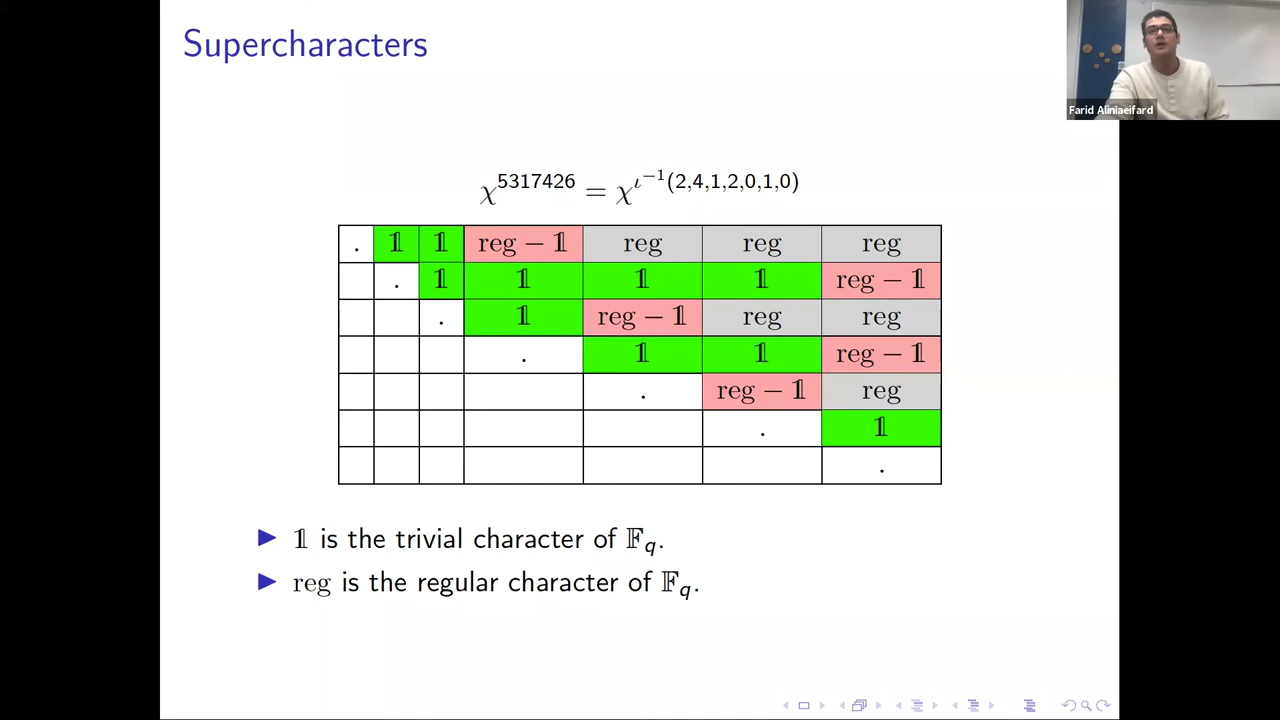 Supercharacters
Farid Aliniaeifard
χ^5317426 = χ^ι^−1(2,4,1,2,0,1,0)
. 𝟙 𝟙 reg − 𝟙 reg reg reg
. 𝟙 𝟙 𝟙 𝟙 reg − 𝟙
. 𝟙 reg − 𝟙 reg reg
. 𝟙 𝟙 reg − 𝟙
. reg − 𝟙 reg
. 𝟙
.
▶ 𝟙 is the trivial character of 𝔽_q.
▶ reg is the regular character of 𝔽_q.